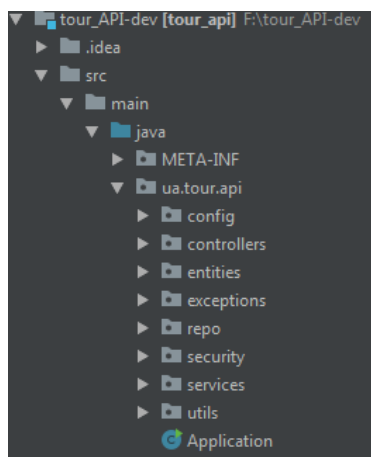 tour_API-dev [tour_api] F:\tour_API-dev
.idea
src
main
java
META-INF
ua.tour.api
config
controllers
entities
exceptions
repo
security
services
utils
Application